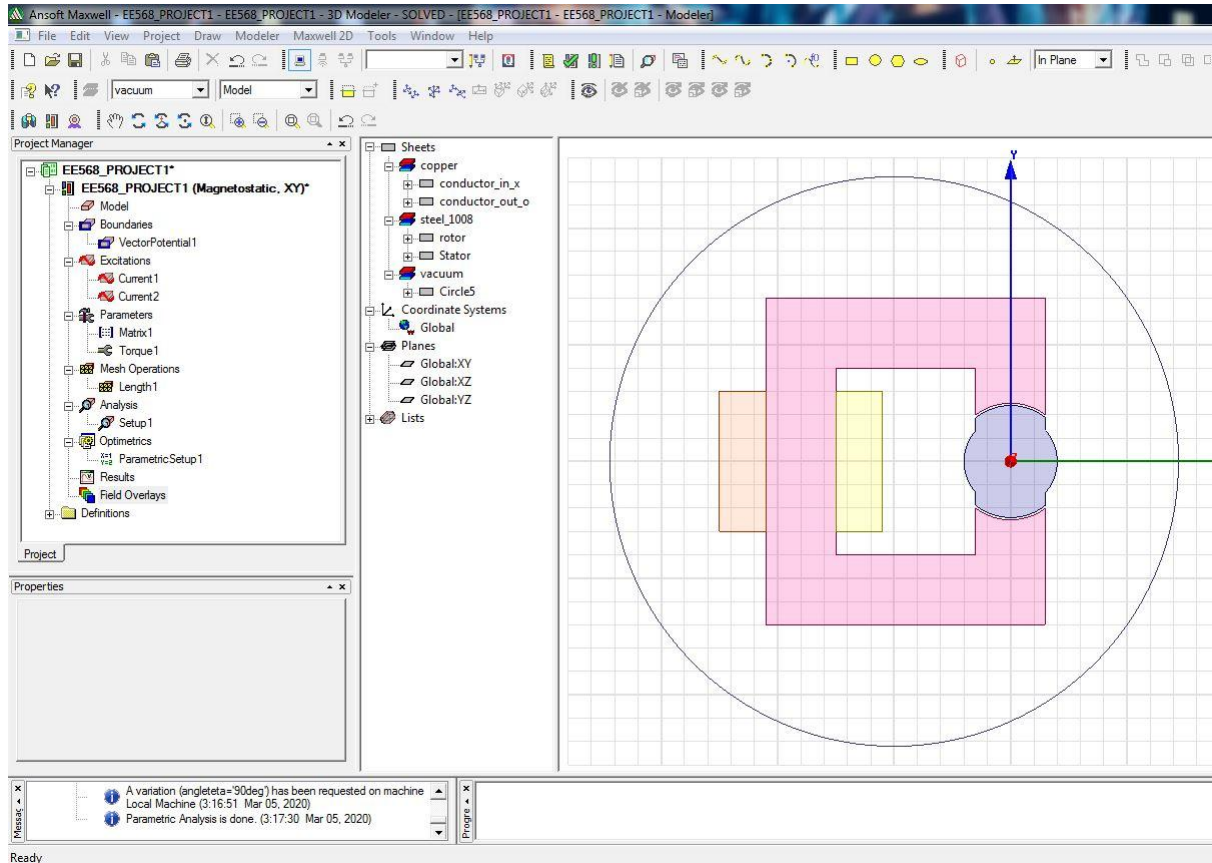 Ansoft Maxwell - EE568_PROJECT1 - EE568_PROJECT1 - 3D Modeler - SOLVED - [EE568_PROJECT1 - EE568_PROJECT1 - Modeler]
File Edit View Project Draw Modeler Maxwell 2D Tools Window Help
In Plane
vacuum Model
Project Manager
EE568_PROJECT1*
EE568_PROJECT1 (Magnetostatic, XY)*
Model
Boundaries
VectorPotential1
Excitations
Current1
Current2
Parameters
Matrix1
Torque1
Mesh Operations
Length1
Analysis
Setup1
Optimetrics
ParametricSetup1
Results
Field Overlays
Definitions
Project
Properties
Sheets
copper
conductor_in_x
conductor_out_o
steel_1008
rotor
Stator
vacuum
Circle5
Coordinate Systems
Global
Planes
Global:XY
Global:XZ
Global:YZ
Lists
Y
A variation (angleteta='90deg') has been requested on machine
Local Machine (3:16:51 Mar 05, 2020)
Parametric Analysis is done. (3:17:30 Mar 05, 2020)
Messag
Progre
Ready